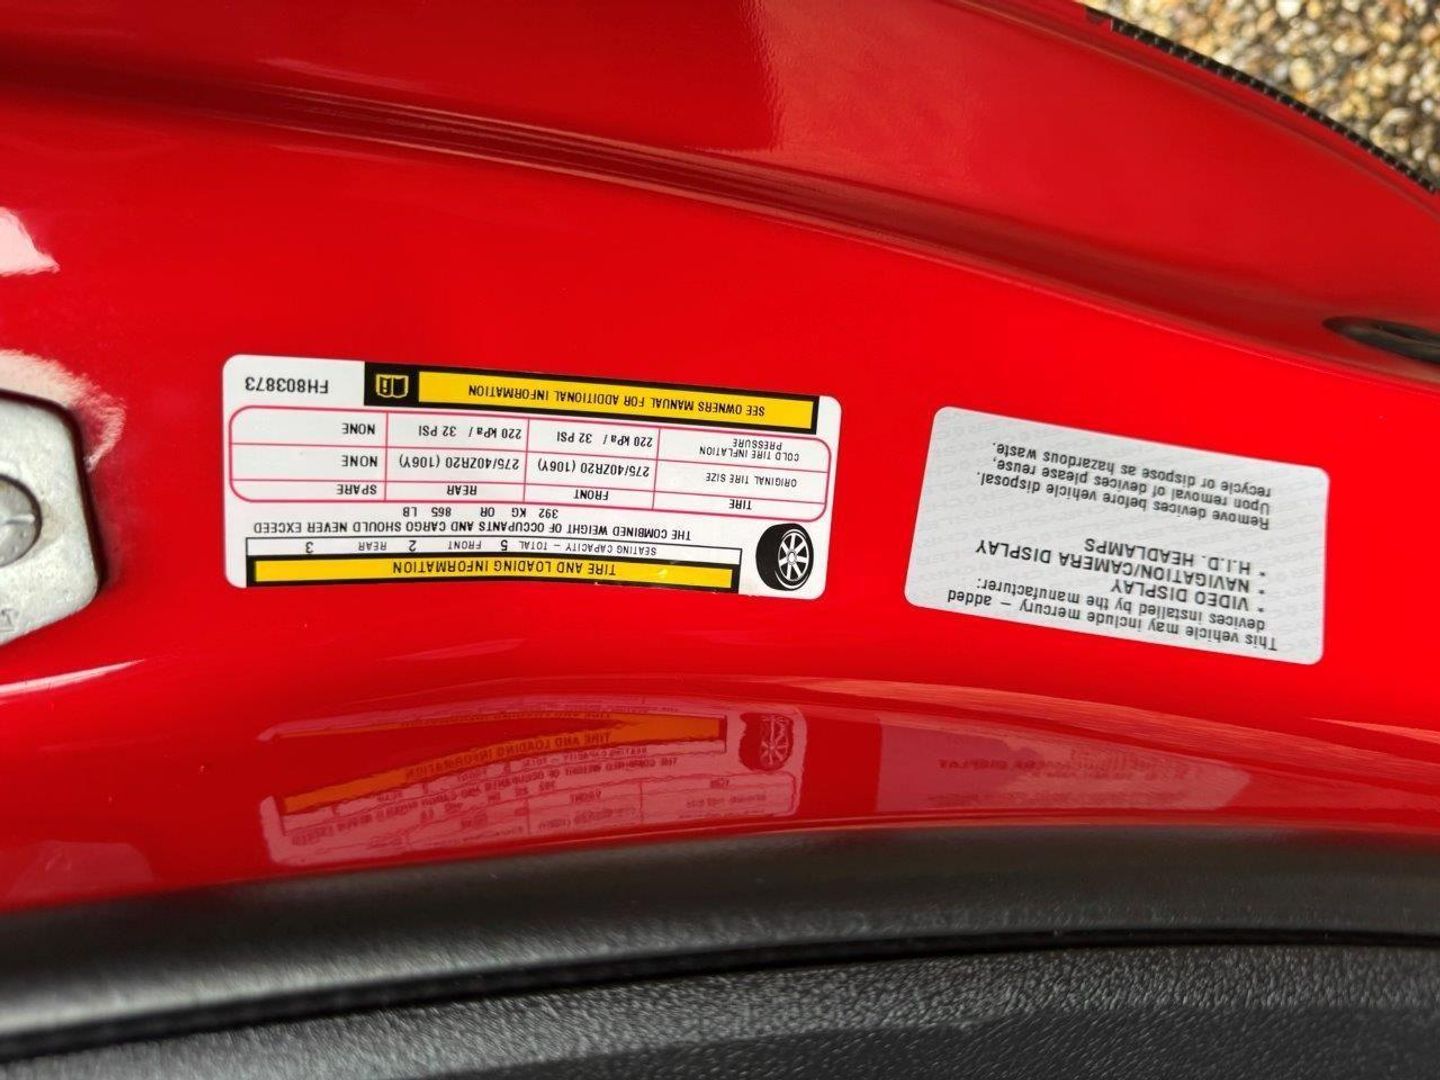 TIRE AND LOADING INFORMATION
SEATING CAPACITY – TOTAL 5 FRONT 2 REAR 3
THE COMBINED WEIGHT OF OCCUPANTS AND CARGO SHOULD NEVER EXCEED
392 KG OR 865 LB
TIRE FRONT REAR SPARE
ORIGINAL TIRE SIZE 275/40ZR20 (106Y) 275/40ZR20 (106Y) NONE
COLD TIRE INFLATION
PRESSURE 220 kPa / 32 PSI 220 kPa / 32 PSI NONE
SEE OWNERS MANUAL FOR ADDITIONAL INFORMATION
FH803873
This vehicle may include mercury – added
devices installed by the manufacturer:
• VIDEO DISPLAY
• NAVIGATION/CAMERA DISPLAY
• H.I.D. HEADLAMPS
Remove devices before vehicle disposal.
Upon removal of devices please reuse,
recycle or dispose as hazardous waste.